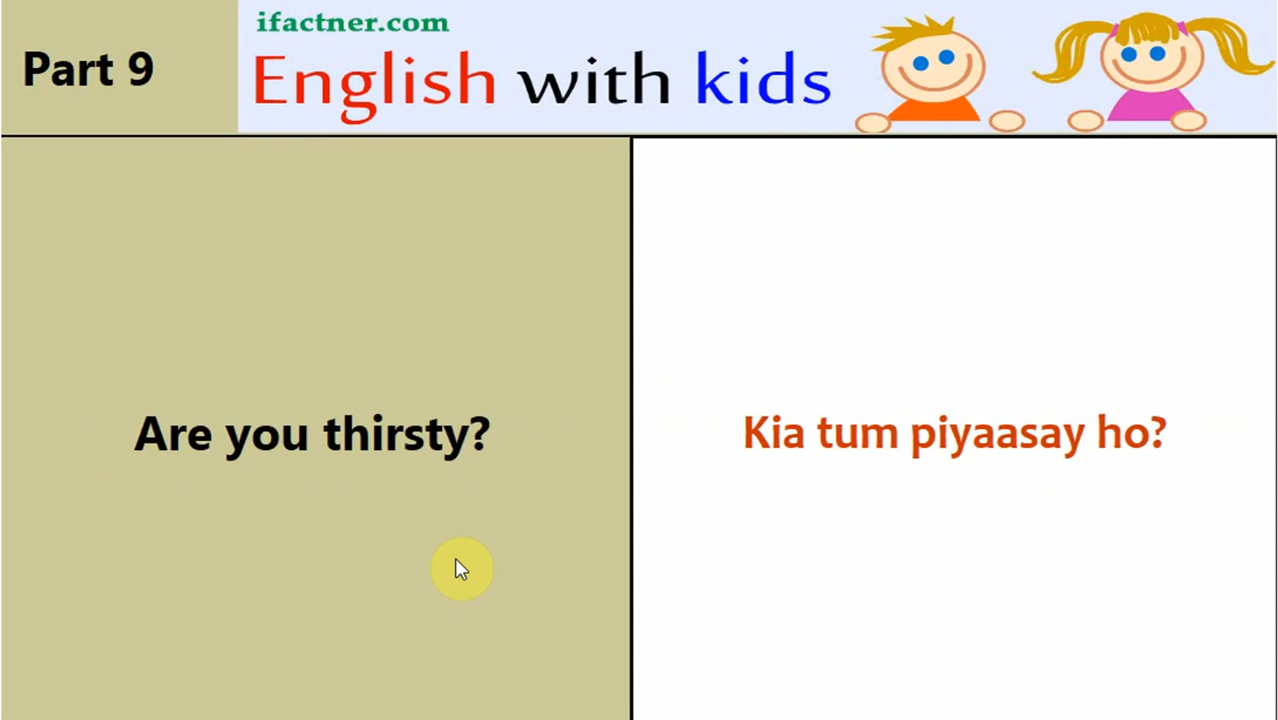 Part 9
ifactner.com
English with kids
Are you thirsty?
Kia tum piyaasay ho?